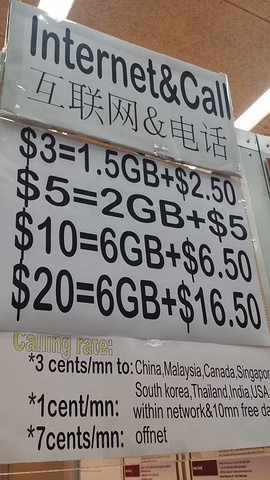 Internet&Call
互联网&电话
$3=1.5GB+$2.50
$5=2GB+$5
$10=6GB+$6.50
$20=6GB+$16.50
Calling rate:
*3 cents/mn to: China,Malaysia,Canada,Singapor
South korea,Thailand,India,USA
*1cent/mn: within network&10mn free da
*7cents/mn: offnet